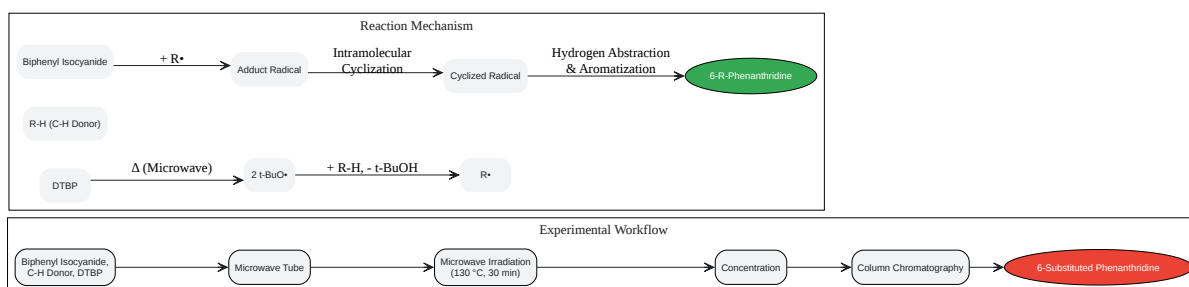 Reaction Mechanism
Biphenyl Isocyanide
+ R•
Adduct Radical
Intramolecular
Cyclization
Cyclized Radical
Hydrogen Abstraction
& Aromatization
6-R-Phenanthridine
R-H (C-H Donor)
DTBP
Δ (Microwave)
2 t-BuO•
+ R-H, - t-BuOH
R•
Experimental Workflow
Biphenyl Isocyanide,
C-H Donor, DTBP
Microwave Tube
Microwave Irradiation
(130 °C, 30 min)
Concentration
Column Chromatography
6-Substituted Phenanthridine